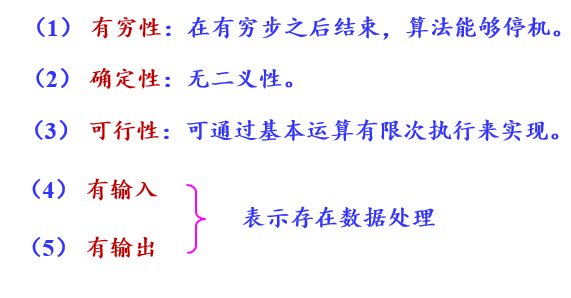 （1） 有穷性：在有穷步之后结束，算法能够停机。
（2） 确定性：无二义性。
（3） 可行性：可通过基本运算有限次执行来实现。
（4） 有输入
表示存在数据处理
（5） 有输出